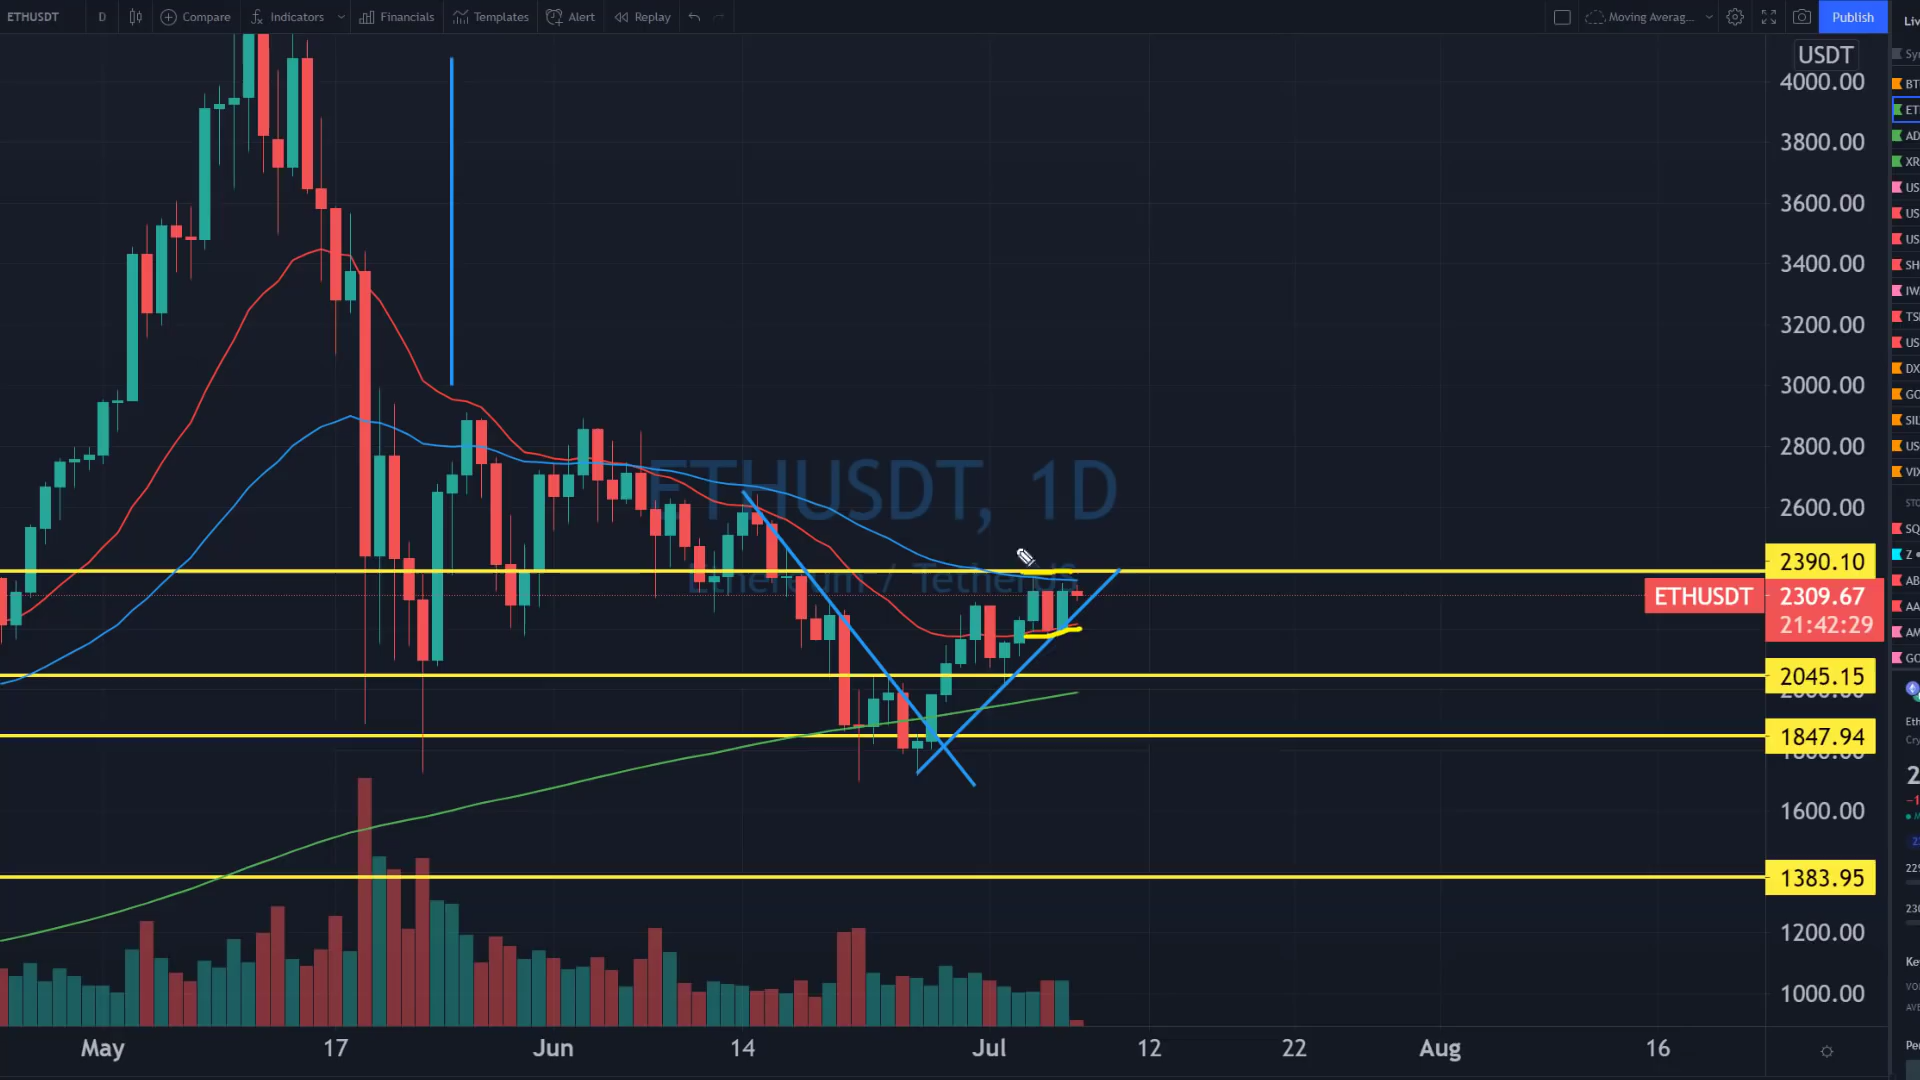 ETHUSDT D Compare Indicators Financials Templates Alert Replay Moving Averag... Publish
USDT
4000.00
3800.00
3600.00
3400.00
3200.00
3000.00
2800.00
ETHUSDT, 1D
2600.00
2390.10
Ethereum / TetherUS
ETHUSDT 2309.67
21:42:29
2045.15
1847.94
1600.00
1383.95
1200.00
1000.00
May 17 Jun 14 Jul 12 22 Aug 16